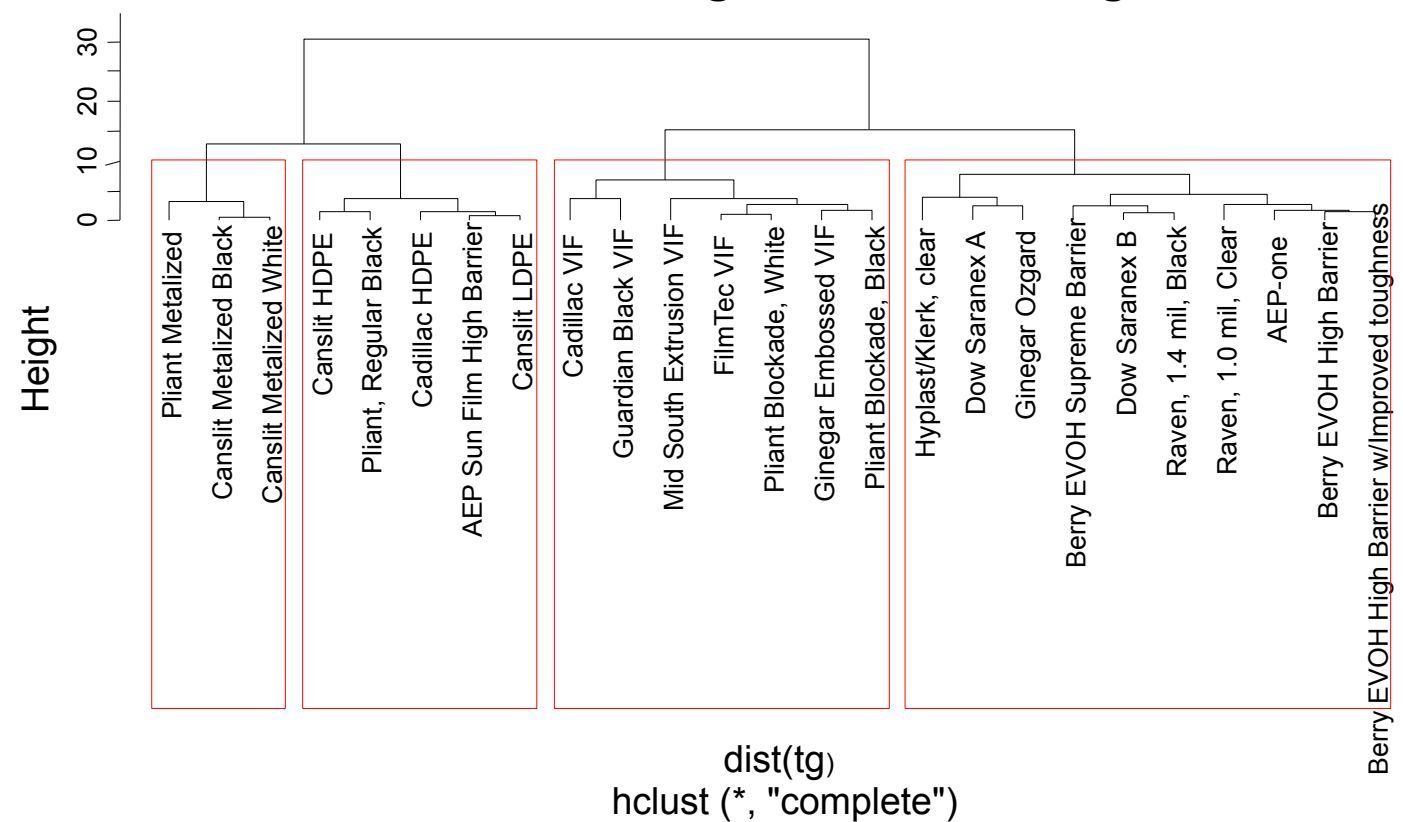 30
20
10
0
Height
Pliant Metalized
Canslit Metalized Black
Canslit Metalized White
Canslit HDPE
Pliant, Regular Black
Cadillac HDPE
AEP Sun Film High Barrier
Canslit LDPE
Cadillac VIF
Guardian Black VIF
Mid South Extrusion VIF
FilmTec VIF
Pliant Blockade, White
Ginegar Embossed VIF
Pliant Blockade, Black
Hyplast/Klerk, clear
Dow Saranex A
Ginegar Ozgard
Berry EVOH Supreme Barrier
Dow Saranex B
Raven, 1.4 mil, Black
Raven, 1.0 mil, Clear
AEP-one
Berry EVOH High Barrier
Berry EVOH High Barrier w/Improved toughness
dist(tg)
hclust (*, "complete")